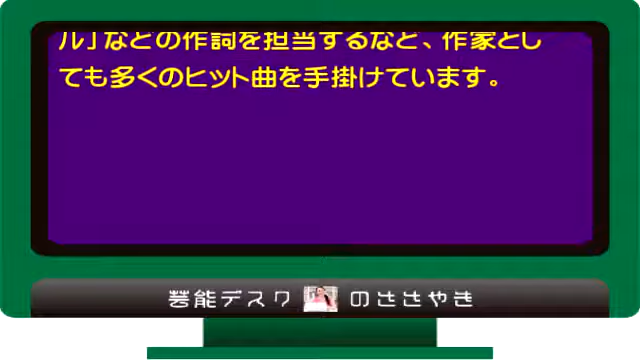 ル」などの作詞を担当するなど、作家とし
ても多くのヒット曲を手掛けています。
芸能デスクのささやき